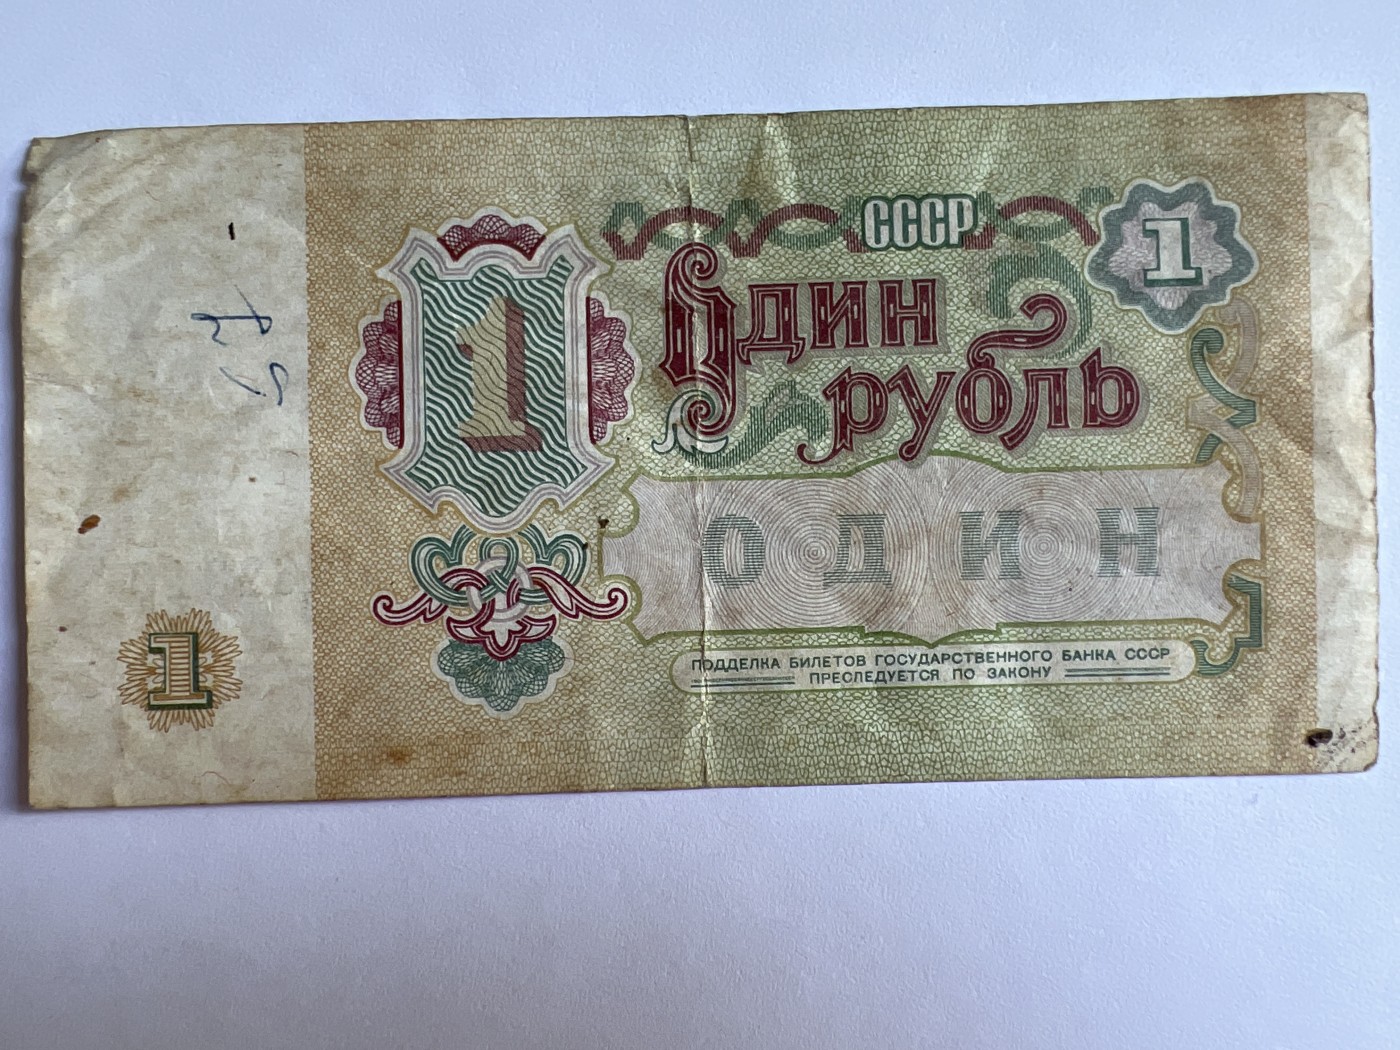 СССР
1
1
Один
рубль
ОДИН
ПОДДЕЛКА БИЛЕТОВ ГОСУДАРСТВЕННОГО БАНКА СССР
ПРЕСЛЕДУЕТСЯ ПО ЗАКОНУ
1